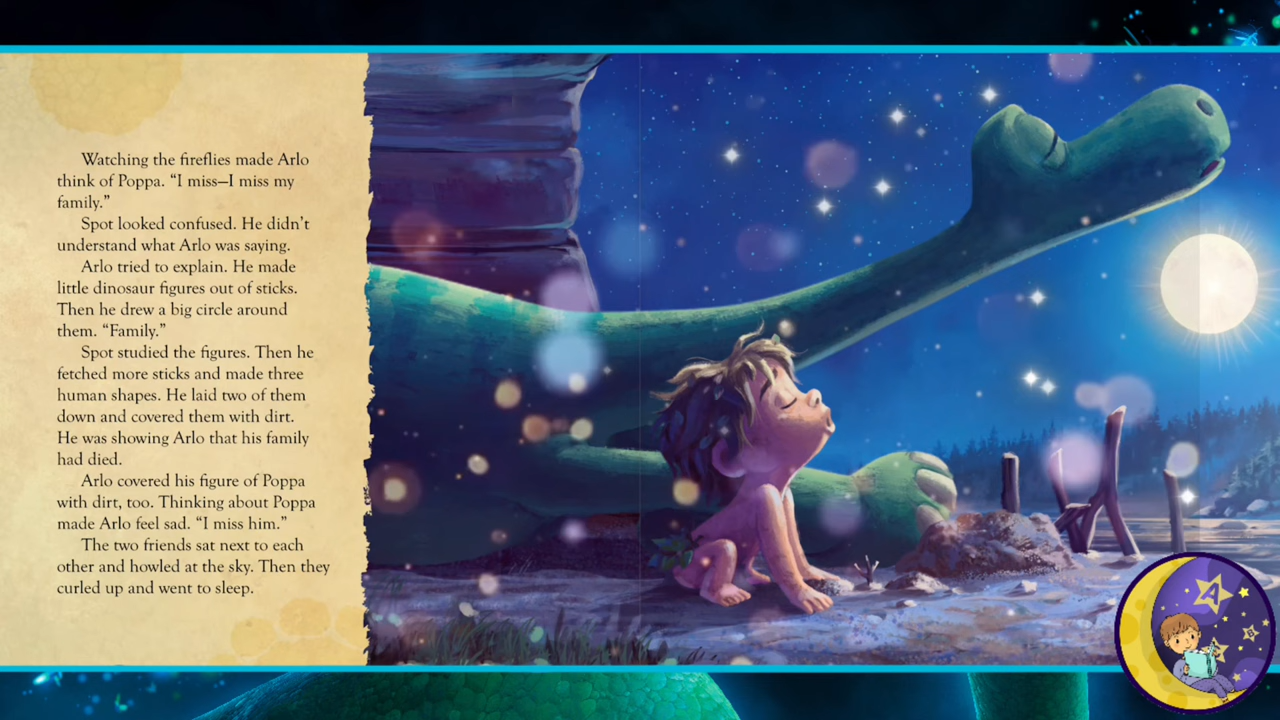 Watching the fireflies made Arlo
think of Poppa. “I miss—I miss my
family.”
Spot looked confused. He didn’t
understand what Arlo was saying.
Arlo tried to explain. He made
little dinosaur figures out of sticks.
Then he drew a big circle around
them. “Family.”
Spot studied the figures. Then he
fetched more sticks and made three
human shapes. He laid two of them
down and covered them with dirt.
He was showing Arlo that his family
had died.
Arlo covered his figure of Poppa
with dirt, too. Thinking about Poppa
made Arlo feel sad. “I miss him.”
The two friends sat next to each
other and howled at the sky. Then they
curled up and went to sleep.
A